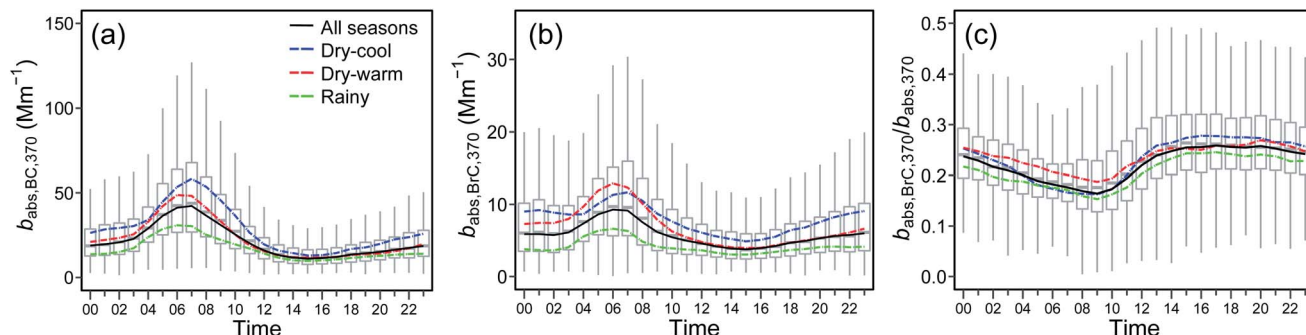 (a)
b_abs,BC,370 (Mm⁻¹)
150
100
50
0
All seasons
Dry-cool
Dry-warm
Rainy
00 02 04 06 08 10 12 14 16 18 20 22
Time
(b)
b_abs,BrC,370 (Mm⁻¹)
30
20
10
0
00 02 04 06 08 10 12 14 16 18 20 22
Time
(c)
b_abs,BrC,370/b_abs,370
0.5
0.4
0.3
0.2
0.1
0.0
00 02 04 06 08 10 12 14 16 18 20 22
Time